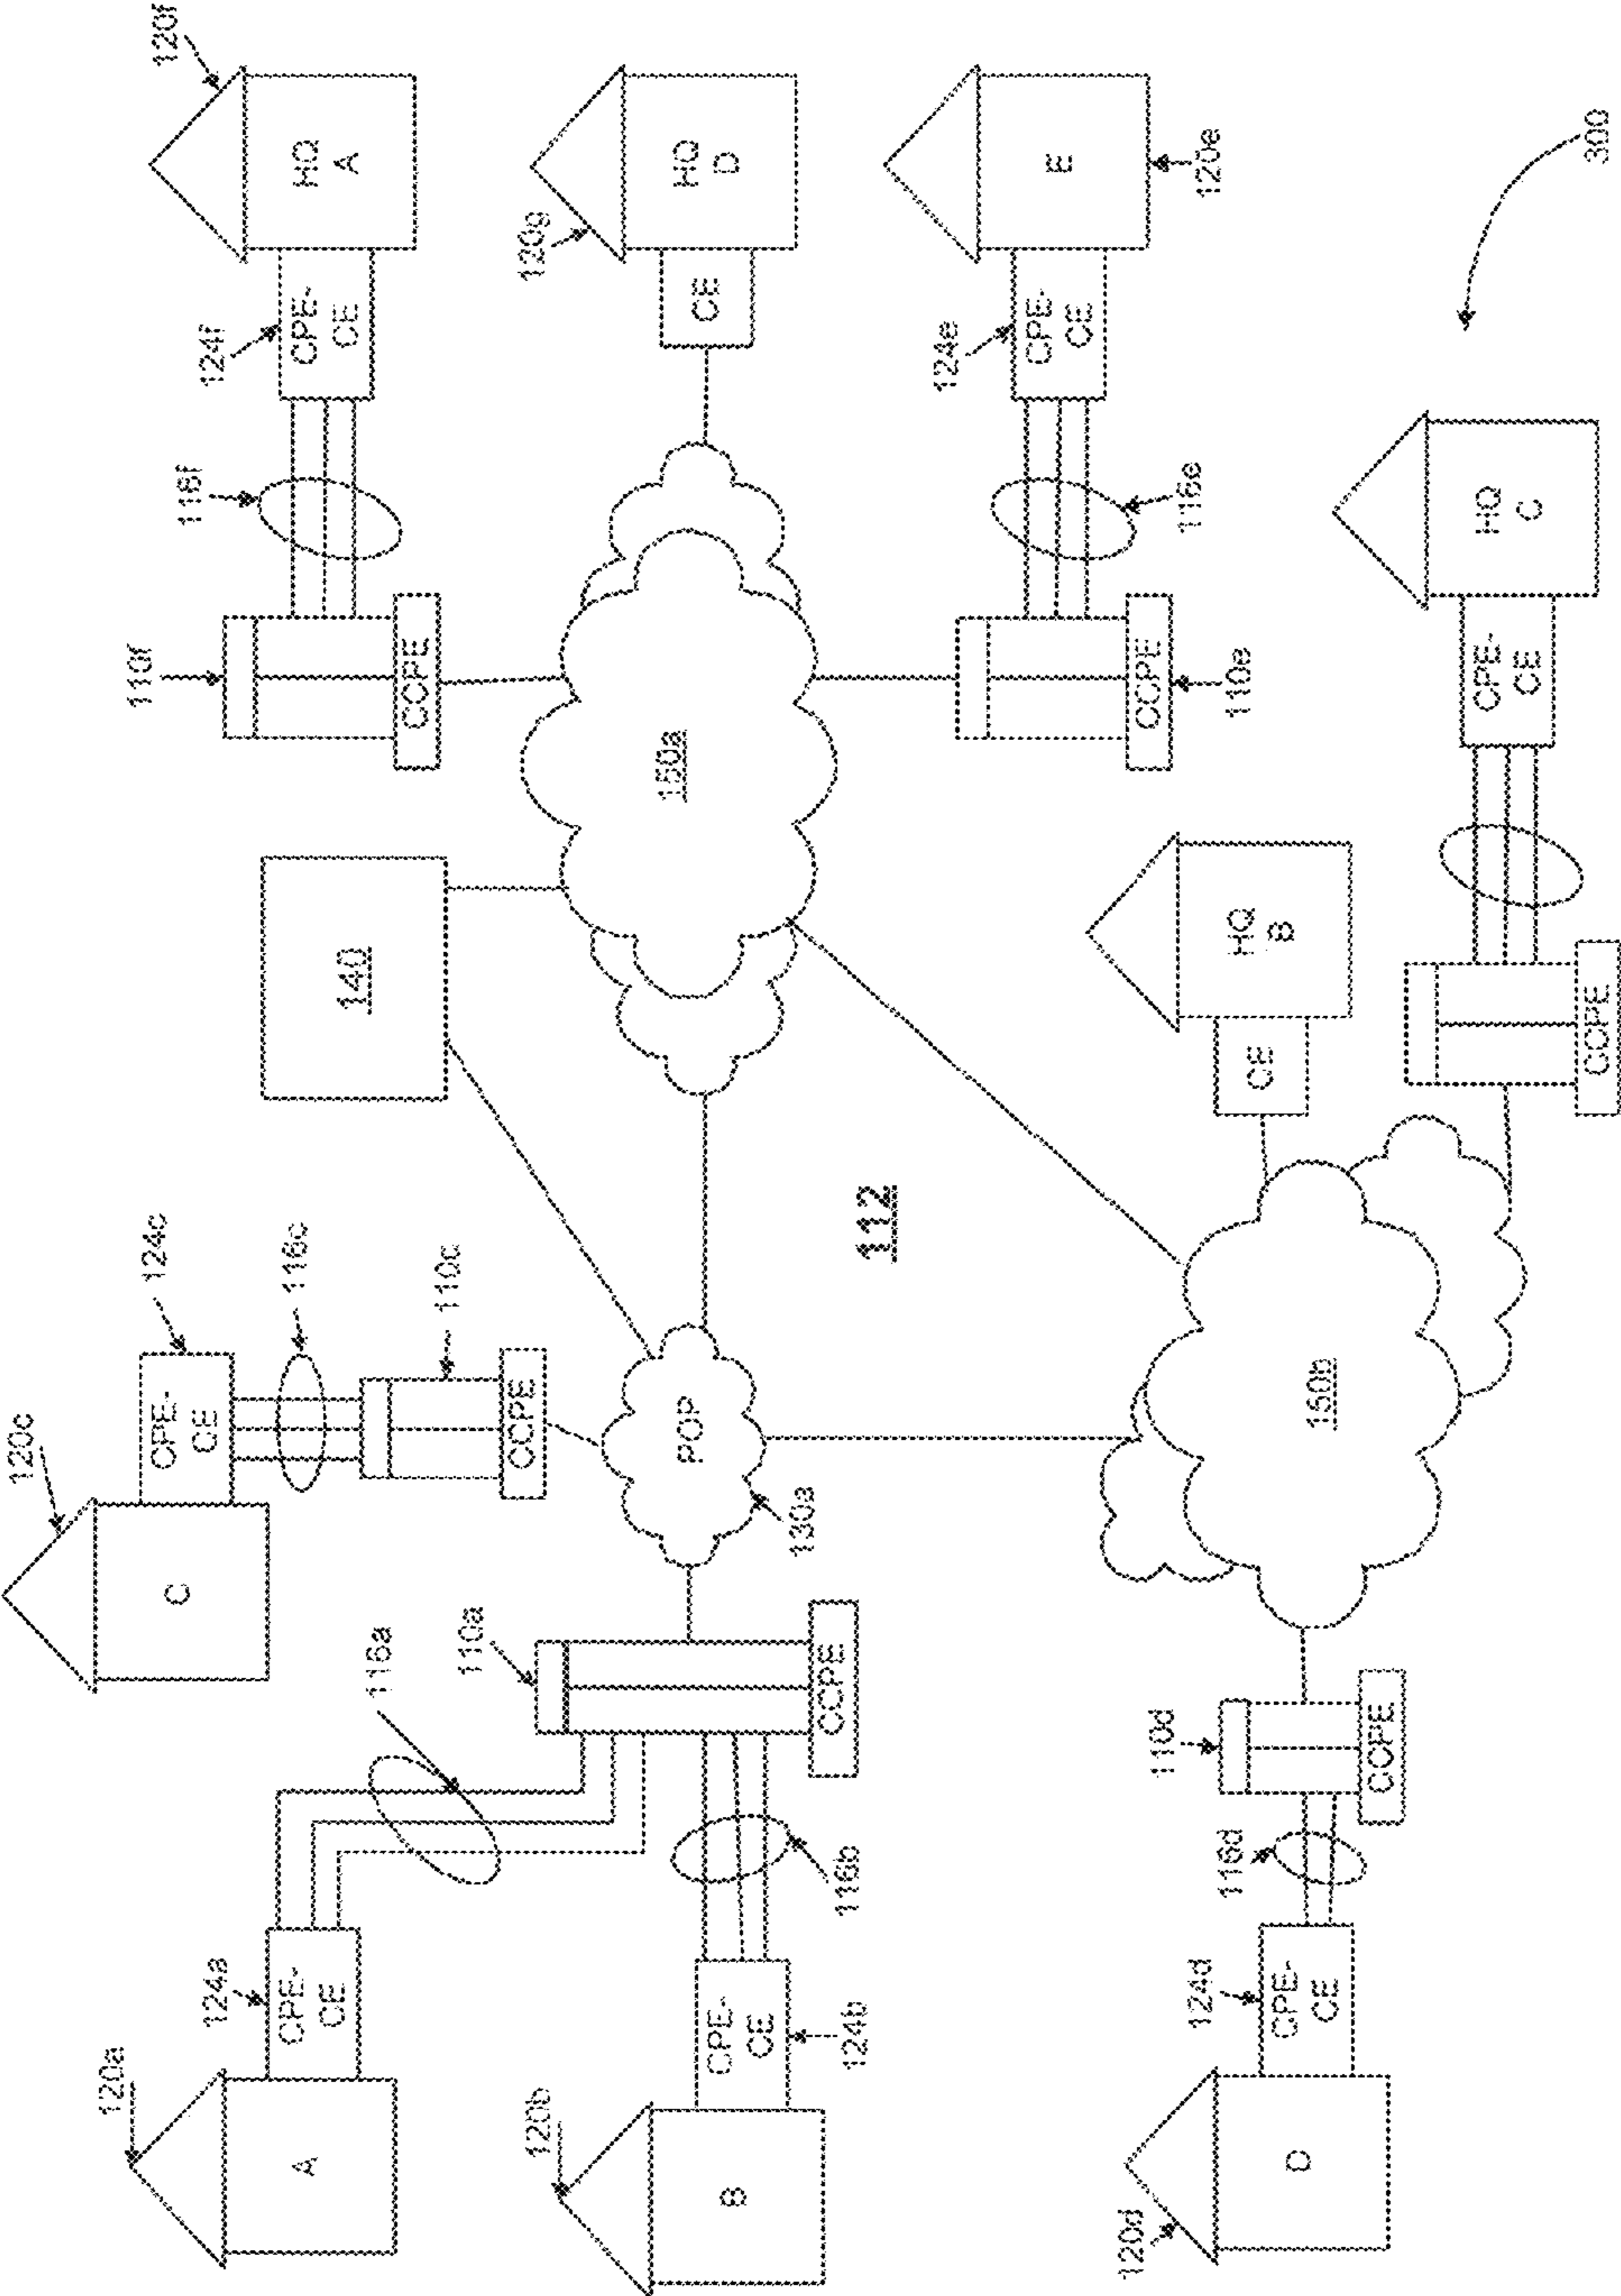 120c
C
CPE-
CE
124c
116c
110c
CCPE
120a
A
124a
CPE-
CE
116a
110a
CCPE
120b
B
CPE-
CE
124b
116b
POP
130a
140
112
110f
CCPE
116f
124f
CPE-
CE
120f
HQ
A
150a
120g
CE
HQ
D
CCPE
110e
116e
124e
CPE-
CE
E
120e
120d
D
124d
CPE-
CE
116d
110d
CCPE
150b
CE
HQ
B
CCPE
CPE-
CE
HQ
C
300